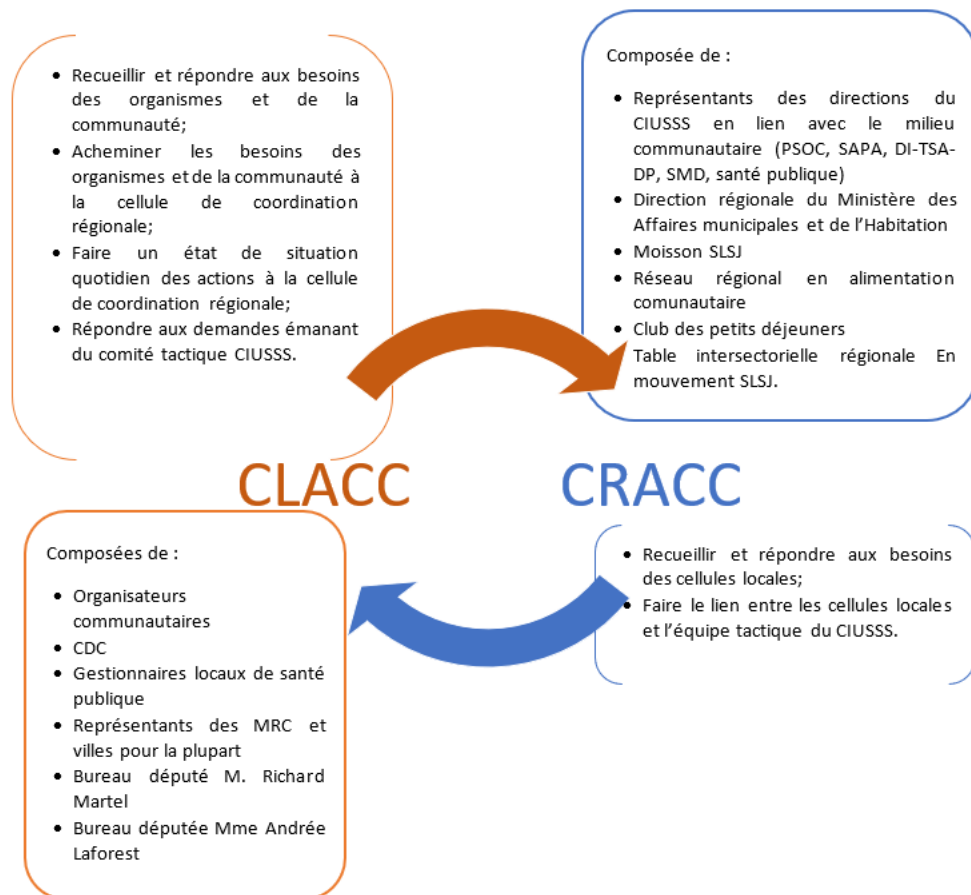 • Recueillir et répondre aux besoins
des organismes et de la
communauté;
• Acheminer les besoins des
organismes et de la communauté à
la cellule de coordination
régionale;
• Faire un état de situation
quotidien des actions à la cellule
de coordination régionale;
• Répondre aux demandes émanant
du comité tactique CIUSSS.
Composée de :
• Représentants des directions du
CIUSSS en lien avec le milieu
communautaire (PSOC, SAPA, DI-TSA-
DP, SMD, santé publique)
• Direction régionale du Ministère des
Affaires municipales et de l’Habitation
• Moisson SLSJ
• Réseau régional en alimentation
comunautaire
• Club des petits déjeuners
Table intersectorielle régionale En
mouvement SLSJ.
CLACC
CRACC
Composées de :
• Organisateurs
communautaires
• CDC
• Gestionnaires locaux de santé
publique
• Représentants des MRC et
villes pour la plupart
• Bureau député M. Richard
Martel
• Bureau députée Mme Andrée
Laforest
• Recueillir et répondre aux besoins
des cellules locales;
• Faire le lien entre les cellules locales
et l’équipe tactique du CIUSSS.